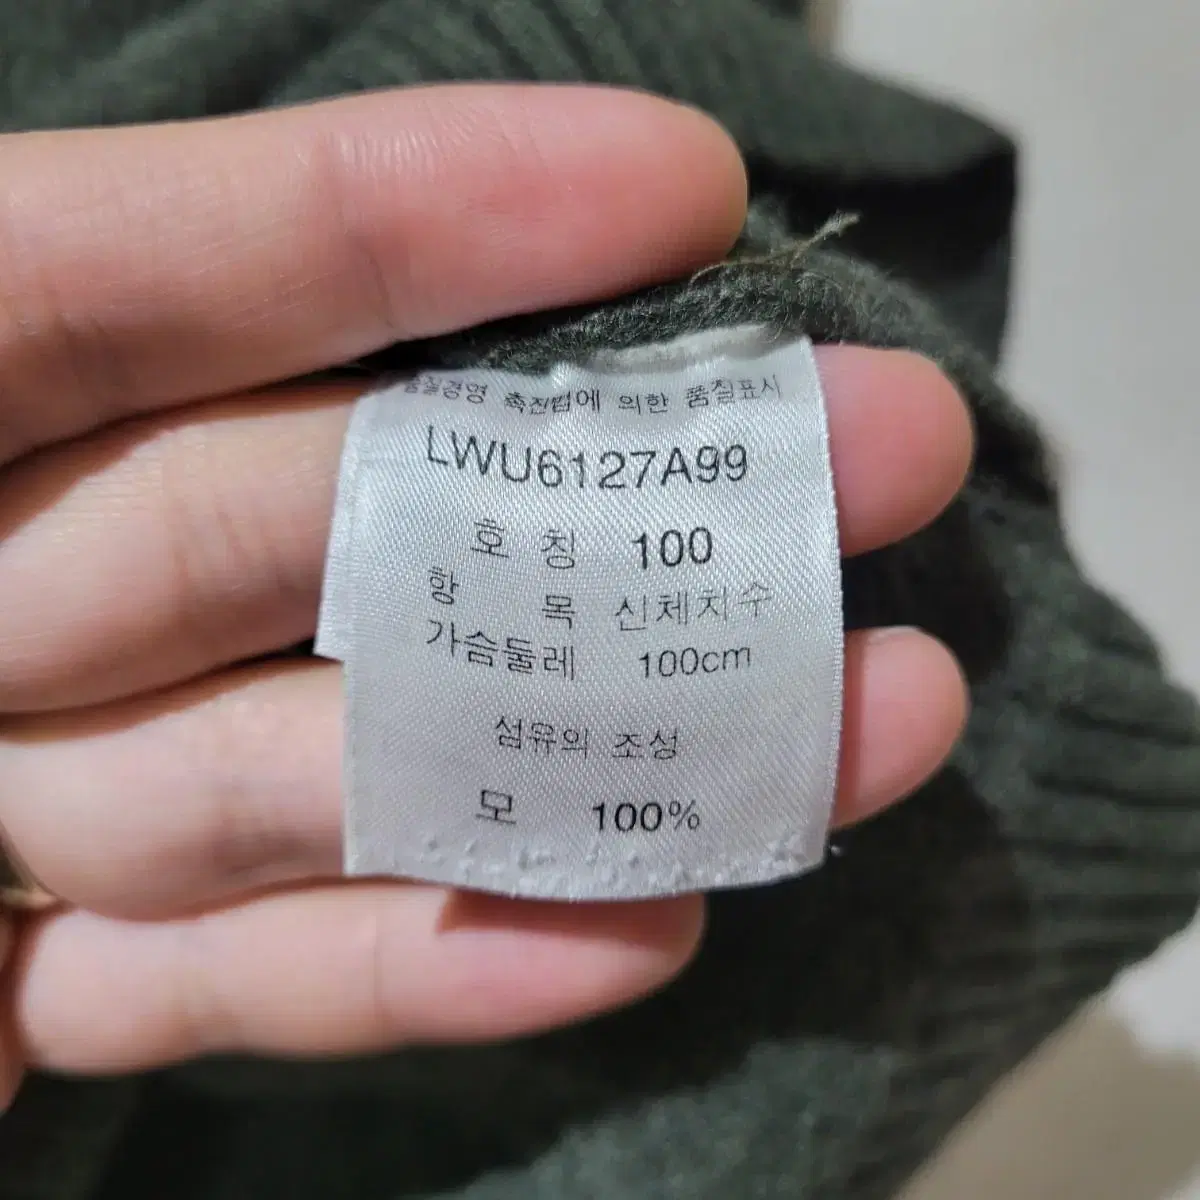 품질경영 촉진법에 의한 품질표시
LWU6127A99
호 칭 100
항 목 신체치수
가슴둘레 100cm
섬유의 조성
모 100%